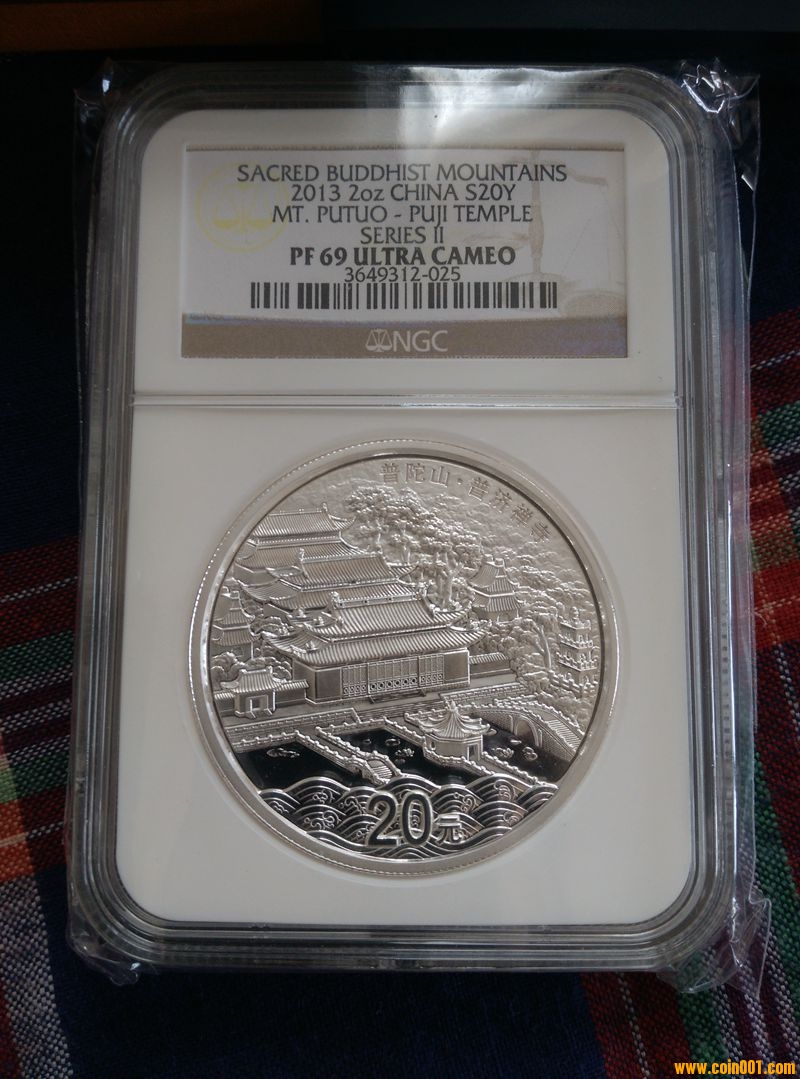 SACRED BUDDHIST MOUNTAINS
2013 2oz CHINA S20Y
MT. PUTUO - PUJI TEMPLE
SERIES II
PF 69 ULTRA CAMEO
3649312-025
NGC
普陀山·普济禅寺
20元
www.coin001.com